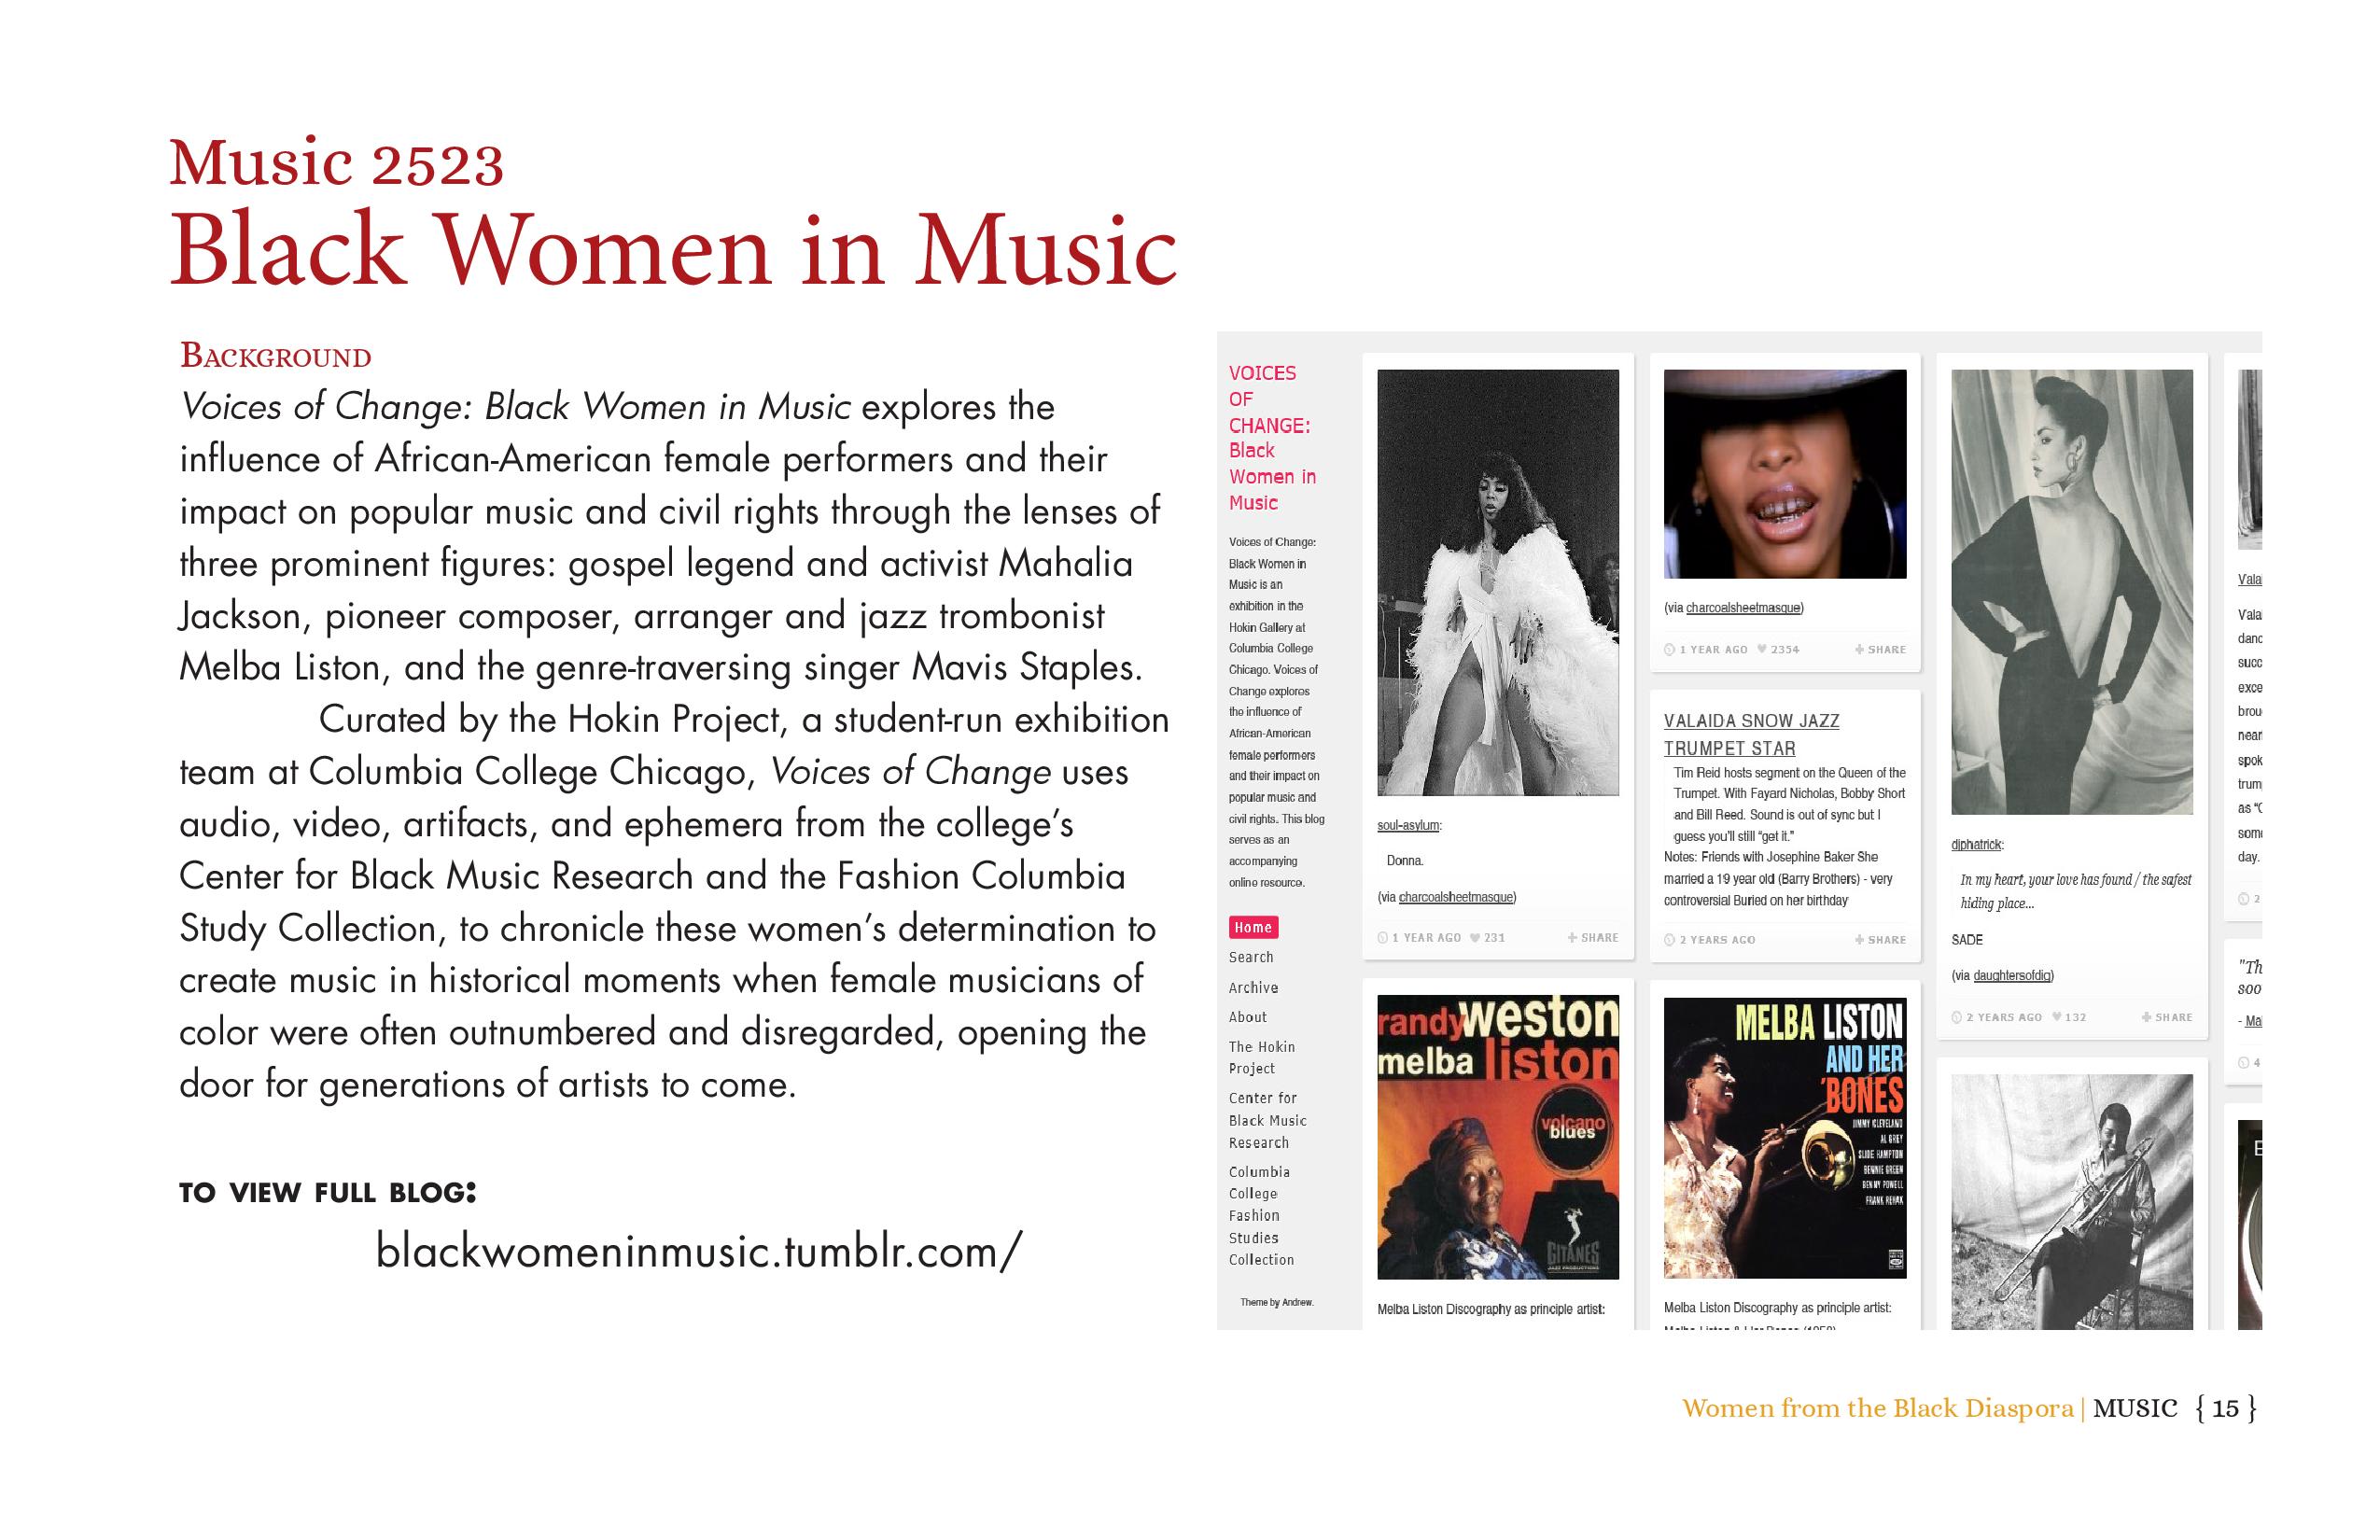 Music 2523
Black Women in Music
Background
Voices of Change: Black Women in Music explores the
influence of African-American female performers and their
impact on popular music and civil rights through the lenses of
three prominent figures: gospel legend and activist Mahalia
Jackson, pioneer composer, arranger and jazz trombonist
Melba Liston, and the genre-traversing singer Mavis Staples.
Curated by the Hokin Project, a student-run exhibition
team at Columbia College Chicago, Voices of Change uses
audio, video, artifacts, and ephemera from the college’s
Center for Black Music Research and the Fashion Columbia
Study Collection, to chronicle these women’s determination to
create music in historical moments when female musicians of
color were often outnumbered and disregarded, opening the
door for generations of artists to come.
TO VIEW FULL BLOG:
blackwomeninmusic.tumblr.com/
VOICES
OF
CHANGE:
Black
Women in
Music
Voices of Change:
Black Women in
Music is an
exhibition in the
Hokin Gallery at
Columbia College
Chicago. Voices of
Change explores
the influence of
African-American
female performers
and their impact on
popular music and
civil rights. This blog
serves as an
accompanying
online resource.
Home
Search
Archive
About
The Hokin
Project
Center for
Black Music
Research
Columbia
College
Fashion
Studies
Collection
Theme by Andrew.
soul-asylum:
Donna.
(via charcoalsheetmasque)
1 YEAR AGO 231 SHARE
randy weston
melba liston
volcano
blues
GITANES
JAZZ PRODUCTIONS
Melba Liston Discography as principle artist:
(via charcoalsheetmasque)
1 YEAR AGO 2354 SHARE
VALAIDA SNOW JAZZ
TRUMPET STAR
Tim Reid hosts segment on the Queen of the
Trumpet. With Fayard Nicholas, Bobby Short
and Bill Reed. Sound is out of sync but I
guess you'll still “get it.”
Notes: Friends with Josephine Baker She
married a 19 year old (Barry Brothers) - very
controversial Buried on her birthday
2 YEARS AGO SHARE
MELBA LISTON
AND HER
'BONES
JIMMY CLEVELAND
AL GREY
SLIDE HAMPTON
BENNIE GREEN
BENNY POWELL
FRANK REHAK
Melba Liston Discography as principle artist:
djphatrick:
In my heart, your love has found / the safest
hiding place...
SADE
(via daughtersofdig)
2 YEARS AGO 132 SHARE
Vala
Vala
danc
succ
exce
brou
near
spok
trum
as “C
some
day.
2
"Th
soo
- Ma
4
Women from the Black Diaspora | MUSIC { 15 }